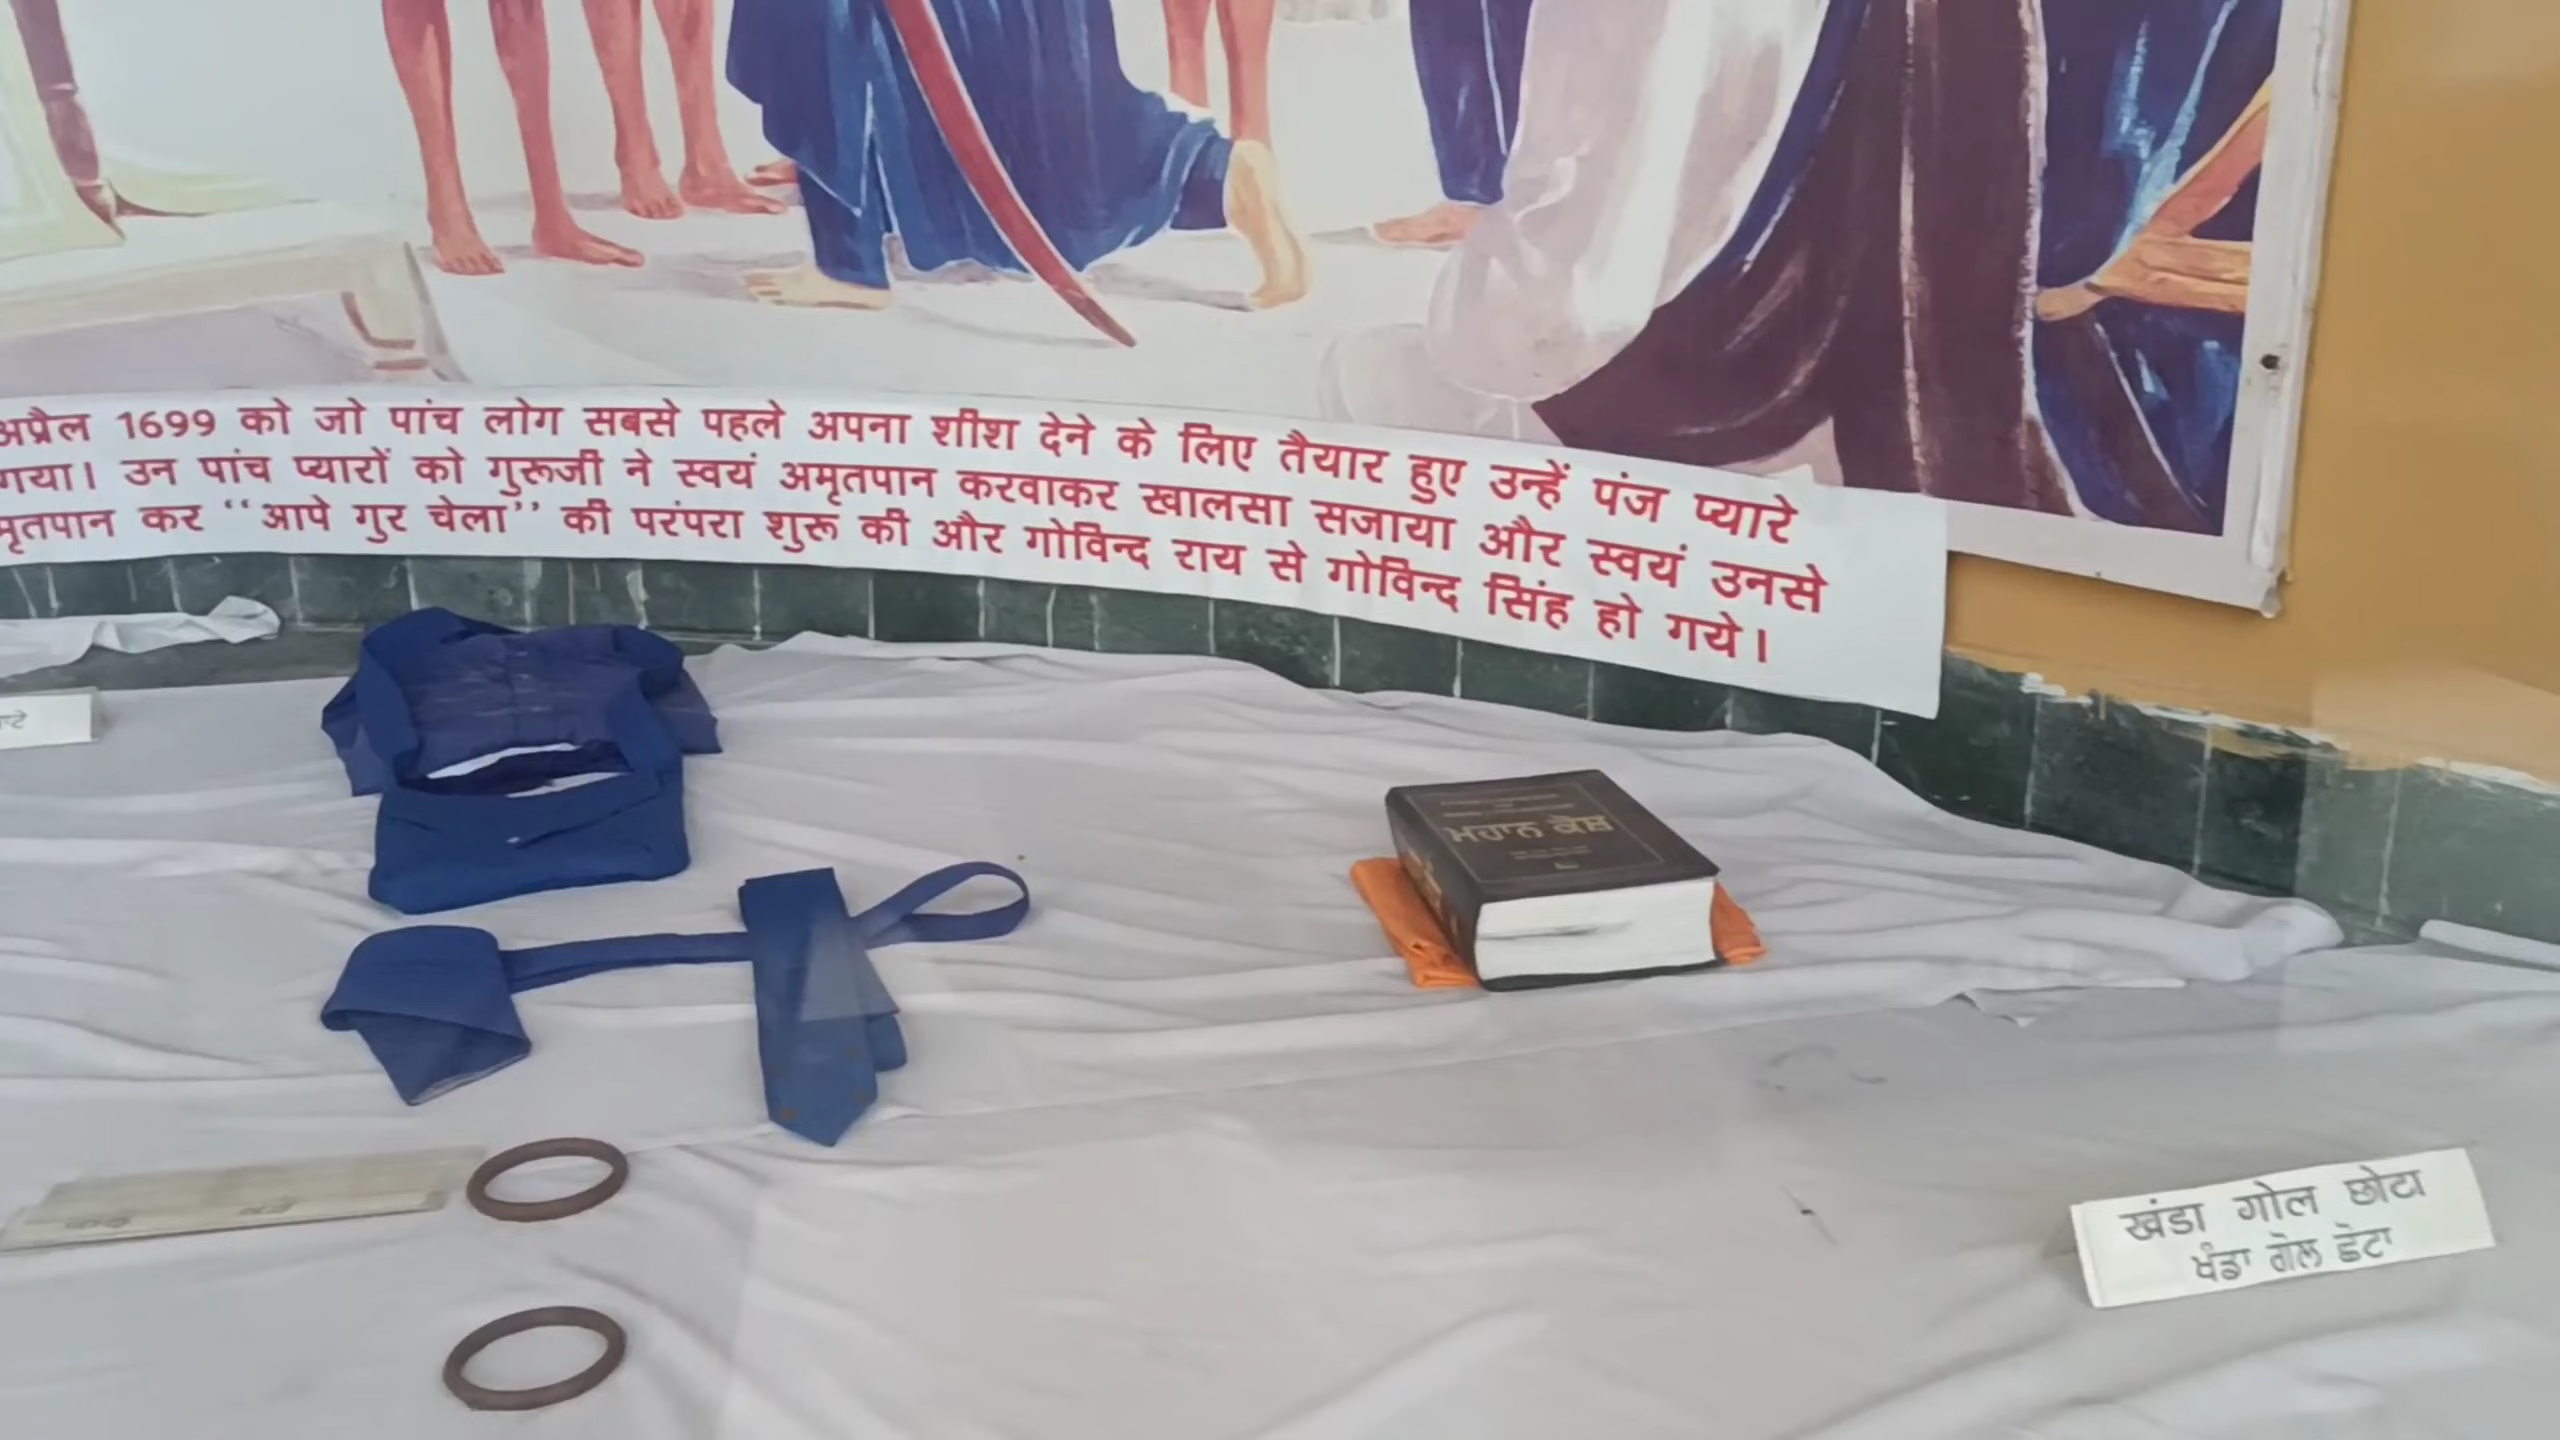 अप्रैल 1699 को जो पांच लोग सबसे पहले अपना शीश देने के लिए तैयार हुए उन्हें पंज प्यारे
गया। उन पांच प्यारों को गुरूजी ने स्वयं अमृतपान करवाकर खालसा सजाया और स्वयं उनसे
मृतपान कर “आपे गुर चेला” की परंपरा शुरू की और गोविन्द राय से गोविन्द सिंह हो गये।
ਮਹਾਨ ਕੋਸ਼
खंडा गोल छोटा
ਖੰਡਾ ਗੋਲ ਛੋਟਾ